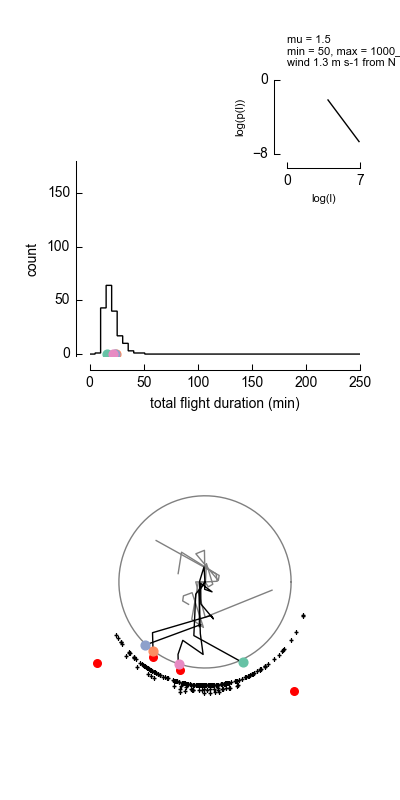 mu = 1.5
min = 50, max = 1000_
wind 1.3 m s-1 from N
0
log(p(l))
−8
0
7
log(l)
150
100
50
0
count
0
50
100
150
200
250
total flight duration (min)